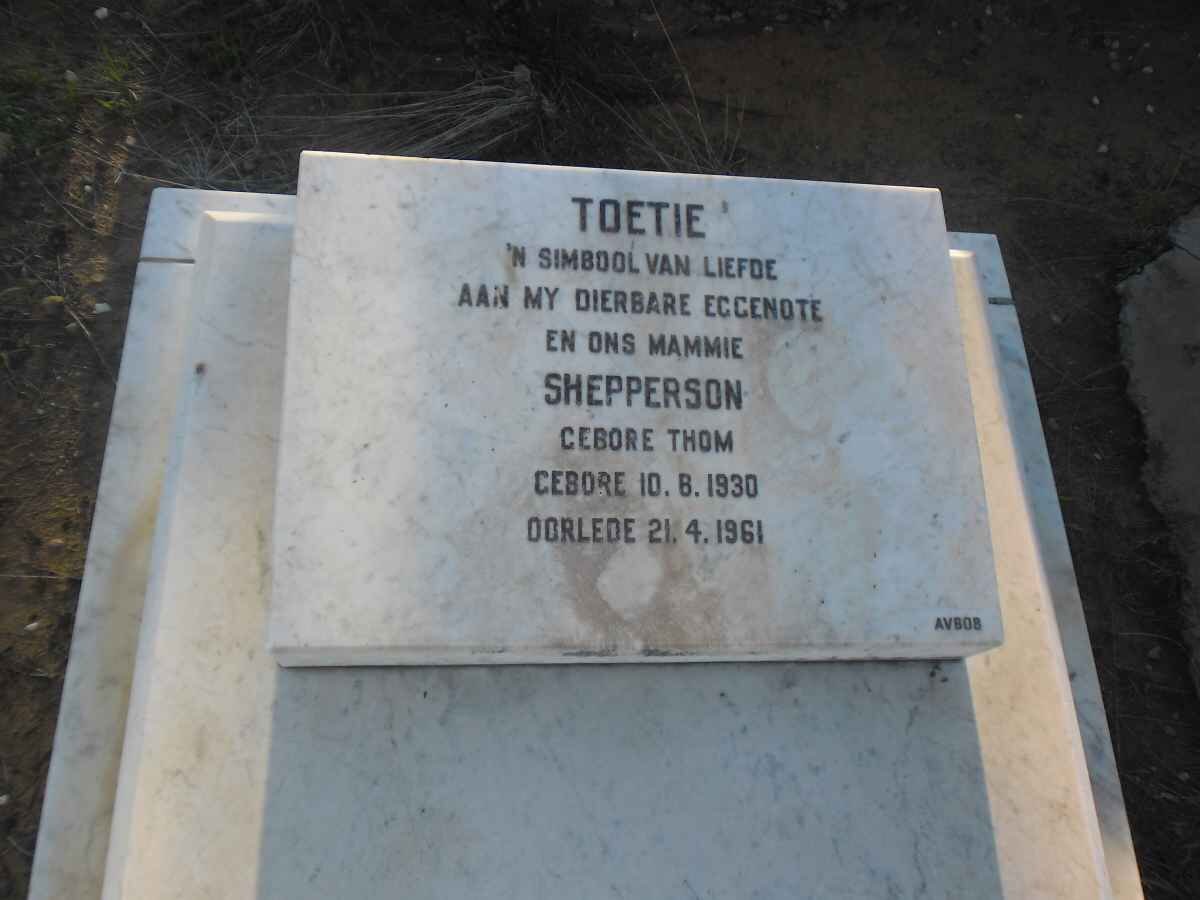 TOETIE
'N SIMBOOL VAN LIEFDE
AAN MY DIERBARE EGGENOTE
EN ONS MAMMIE
SHEPPERSON
GEBORE THOM
GEBORE 10. 6. 1930
OORLEDE 21. 4. 1961
AVBOB